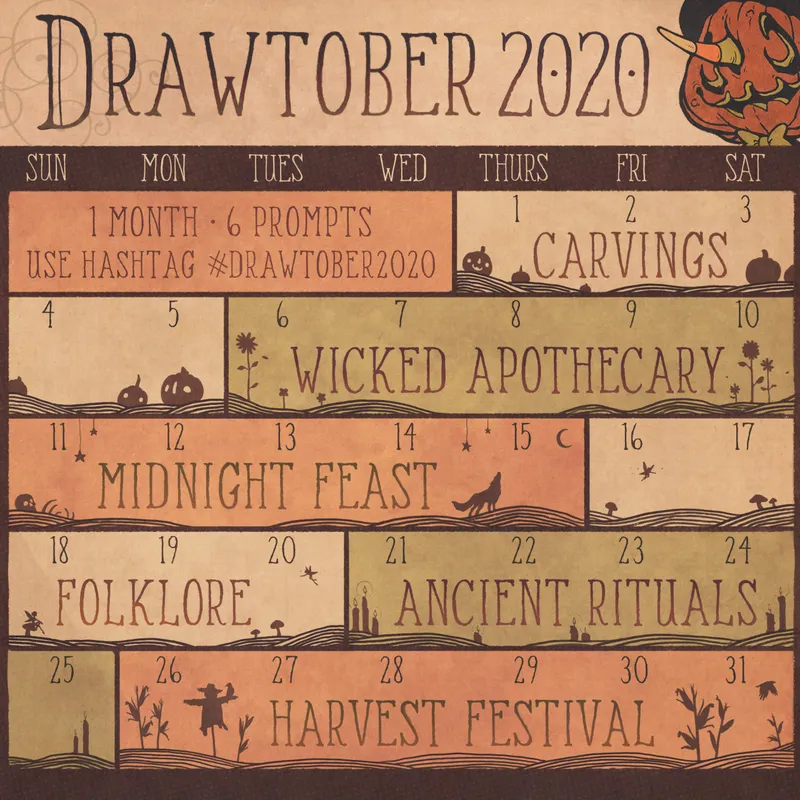 DRAWTOBER 2020
SUN MON TUES WED THURS FRI SAT
1 MONTH · 6 PROMPTS
USE HASHTAG #DRAWTOBER2020
1 2 3
CARVINGS
4 5 6 7 8 9 10
WICKED APOTHECARY
11 12 13 14 15 16 17
MIDNIGHT FEAST
18 19 20 21 22 23 24
FOLKLORE ANCIENT RITUALS
25 26 27 28 29 30 31
HARVEST FESTIVAL